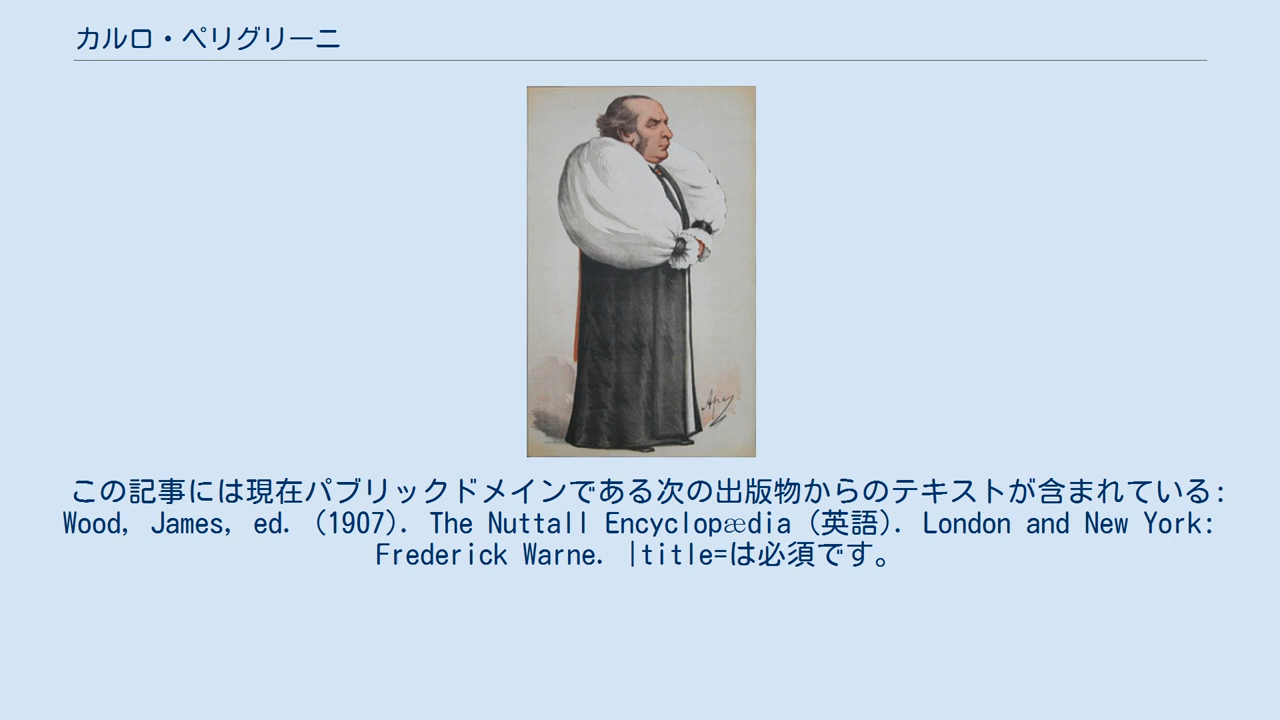 カルロ・ペリグリーニ
Ape
この記事には現在パブリックドメインである次の出版物からのテキストが含まれている:
Wood, James, ed. (1907). The Nuttall Encyclopædia (英語). London and New York:
Frederick Warne. |title=は必須です。